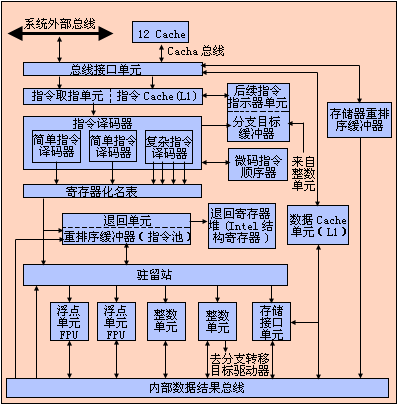 系统外部总线
12 Cache
Cacha 总线
总线接口单元
指令取指单元
指令 Cache(L1)
后续指令
指示器单元
分支目标
缓冲器
存储器重排
序缓冲器
指令译码器
简单指令
译码器
简单指令
译码器
复杂指令
译码器
微码指令
顺序器
来自
整数
单元
寄存器化名表
退回单元
重排序缓冲器(指令池)
退回寄存器
堆(Intel 结
构寄存器)
数据 Cache
单元(L1)
驻留站
浮点
单元
FPU
浮点
单元
FPU
整数
单元
整数
单元
存储
接口
单元
去分支转移
目标驱动器
内部数据结果总线